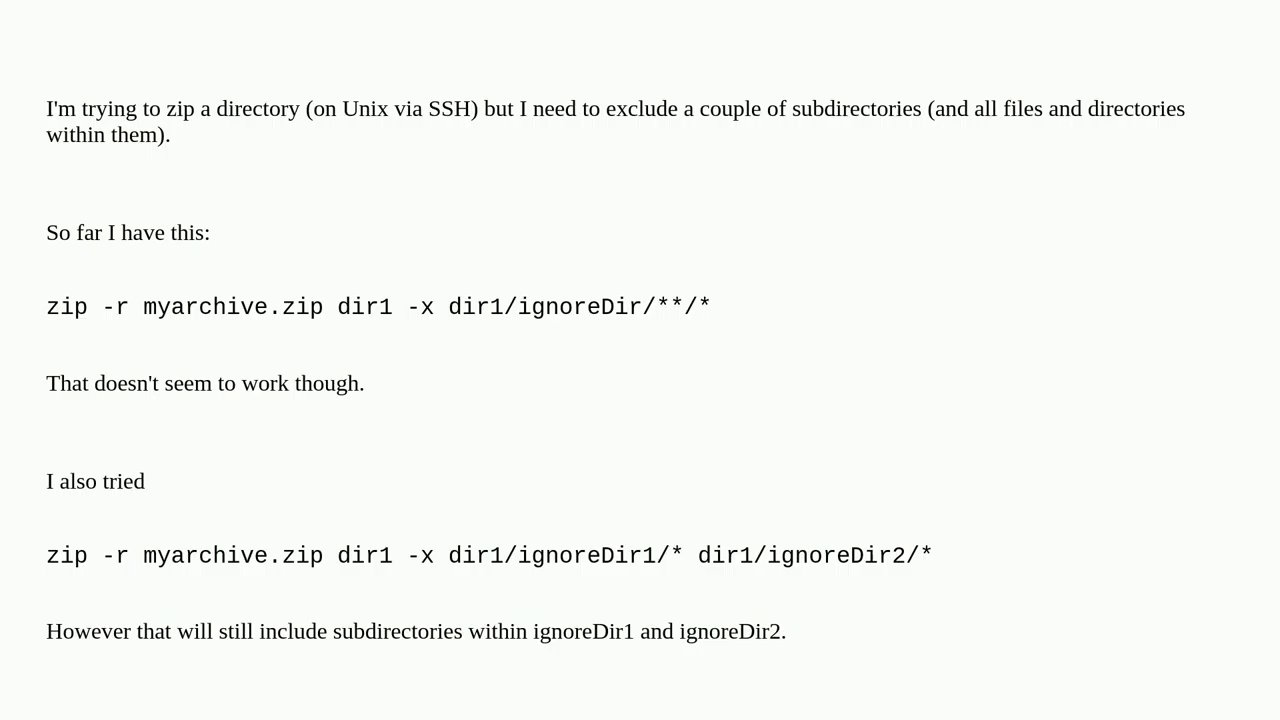 I'm trying to zip a directory (on Unix via SSH) but I need to exclude a couple of subdirectories (and all files and directories
within them).
So far I have this:
zip -r myarchive.zip dir1 -x dir1/ignoreDir/**/*
That doesn't seem to work though.
I also tried
zip -r myarchive.zip dir1 -x dir1/ignoreDir1/* dir1/ignoreDir2/*
However that will still include subdirectories within ignoreDir1 and ignoreDir2.